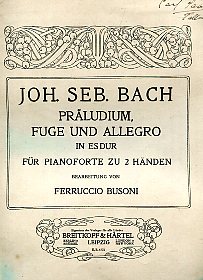 JOH. SEB. BACH
PRÄLUDIUM,
FUGE UND ALLEGRO
IN ES DUR
FÜR PIANOFORTE ZU 2 HÄNDEN
BEARBEITUNG VON
FERRUCCIO BUSONI
BREITKOPF & HÄRTEL
LEIPZIG